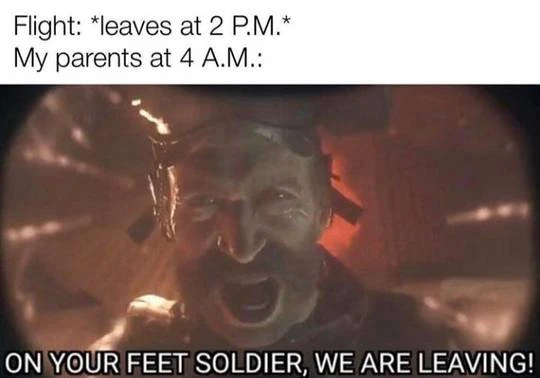 Flight: *leaves at 2 P.M.*
My parents at 4 A.M.:
ON YOUR FEET SOLDIER, WE ARE LEAVING!